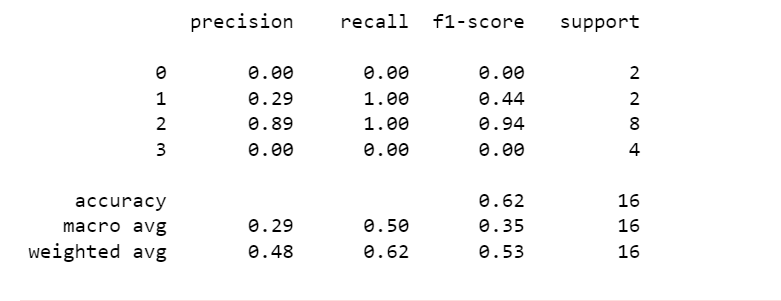 precision recall f1-score support
0 0.00 0.00 0.00 2
1 0.29 1.00 0.44 2
2 0.89 1.00 0.94 8
3 0.00 0.00 0.00 4
accuracy 0.62 16
macro avg 0.29 0.50 0.35 16
weighted avg 0.48 0.62 0.53 16